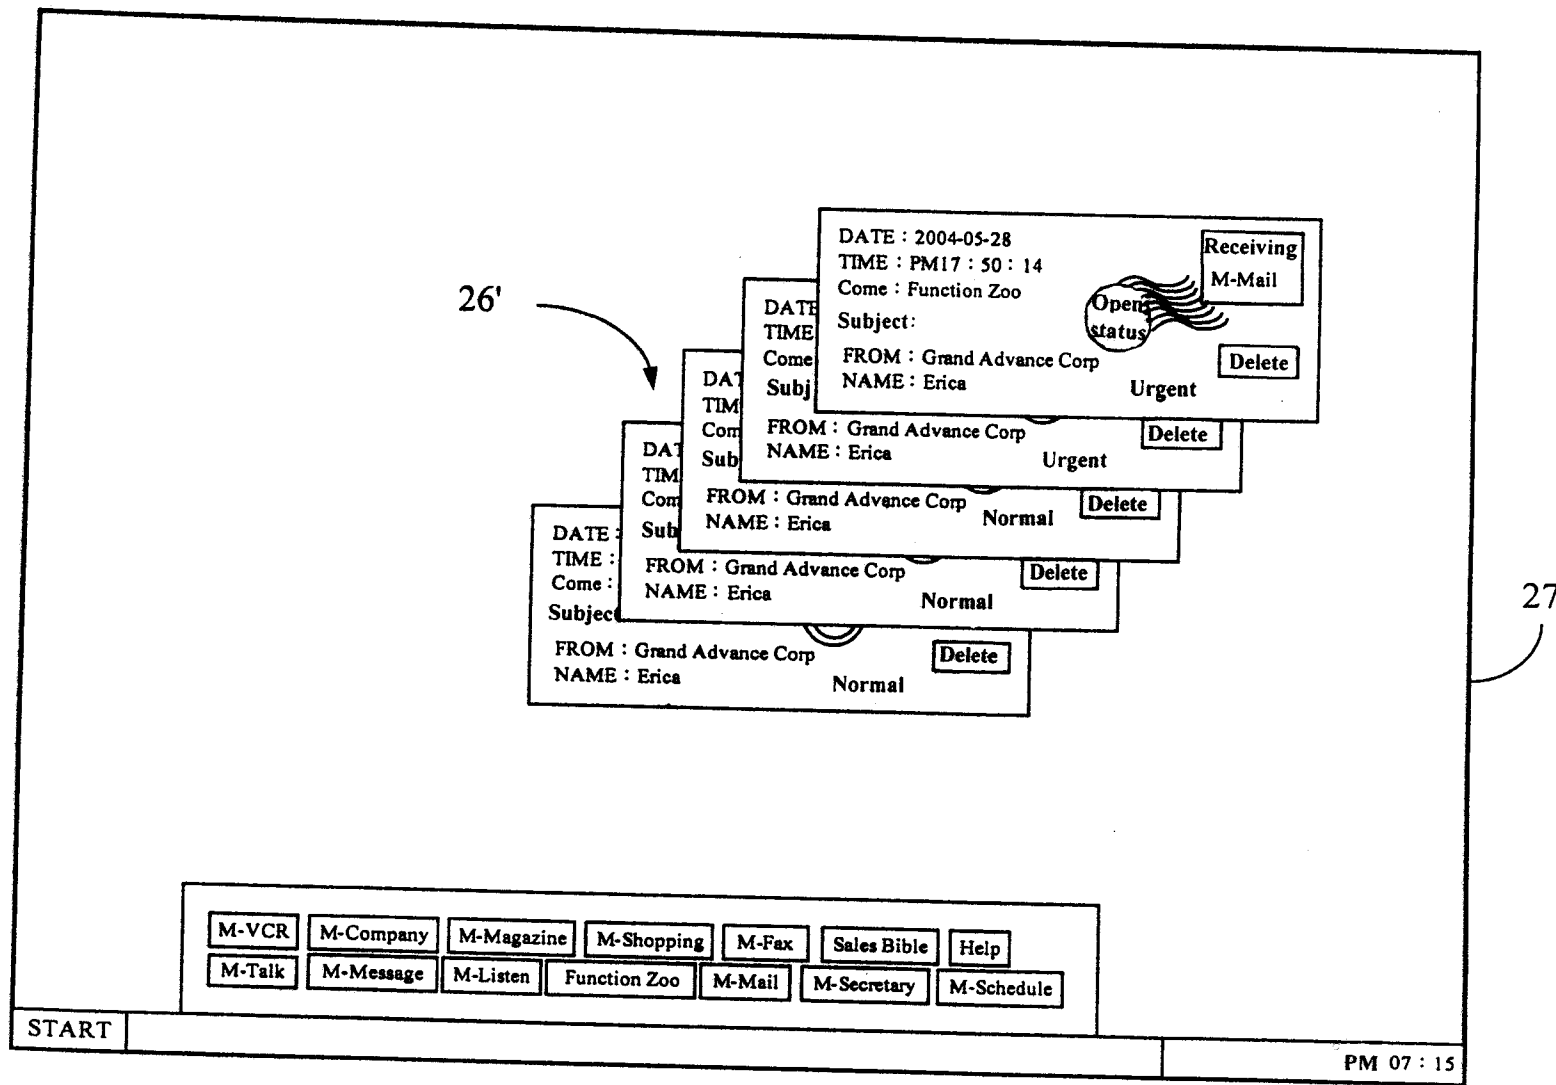 DATE : 2004-05-28
TIME : PM17 : 50 : 14
Come : Function Zoo
Subject:
FROM : Grand Advance Corp
NAME : Erica
Receiving
M-Mail
Open
status
Delete
Urgent
26'
DATE
TIME
Come
Subj
FROM : Grand Advance Corp
NAME : Erica
Delete
Urgent
DAT
TIM
Com
Sub
FROM : Grand Advance Corp
NAME : Erica
Delete
Normal
DAT
TIM
Com
Sub
FROM : Grand Advance Corp
NAME : Erica
Delete
Normal
DATE :
TIME :
Come :
Subject
FROM : Grand Advance Corp
NAME : Erica
Delete
Normal
27
M-VCR M-Company M-Magazine M-Shopping M-Fax Sales Bible Help
M-Talk M-Message M-Listen Function Zoo M-Mail M-Secretary M-Schedule
START
PM 07 : 15